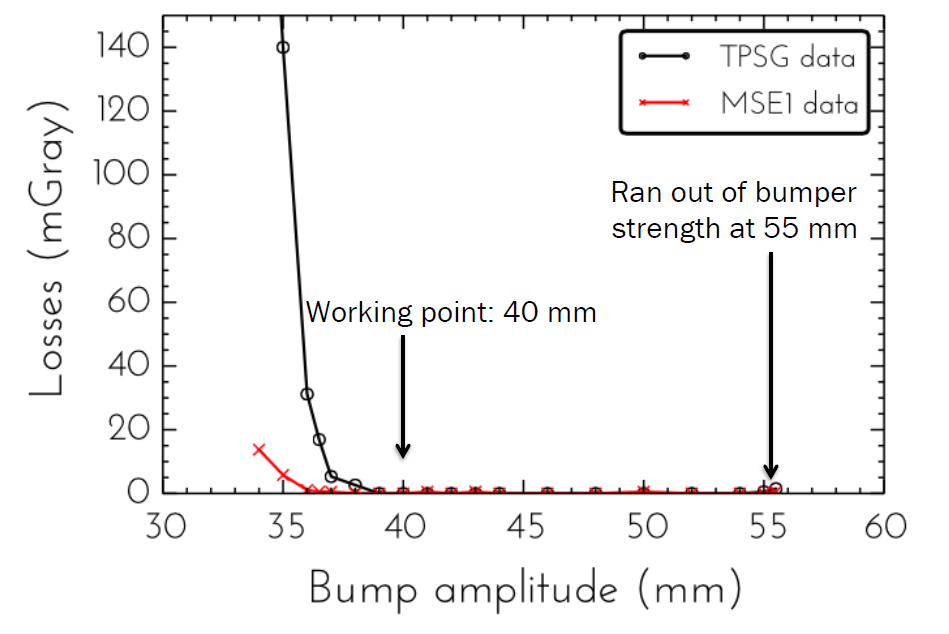 140
120
100
80
60
40
20
0
30 35 40 45 50 55 60
Losses (mGray)
Bump amplitude (mm)
TPSG data
MSE1 data
Ran out of bumper
strength at 55 mm
Working point: 40 mm